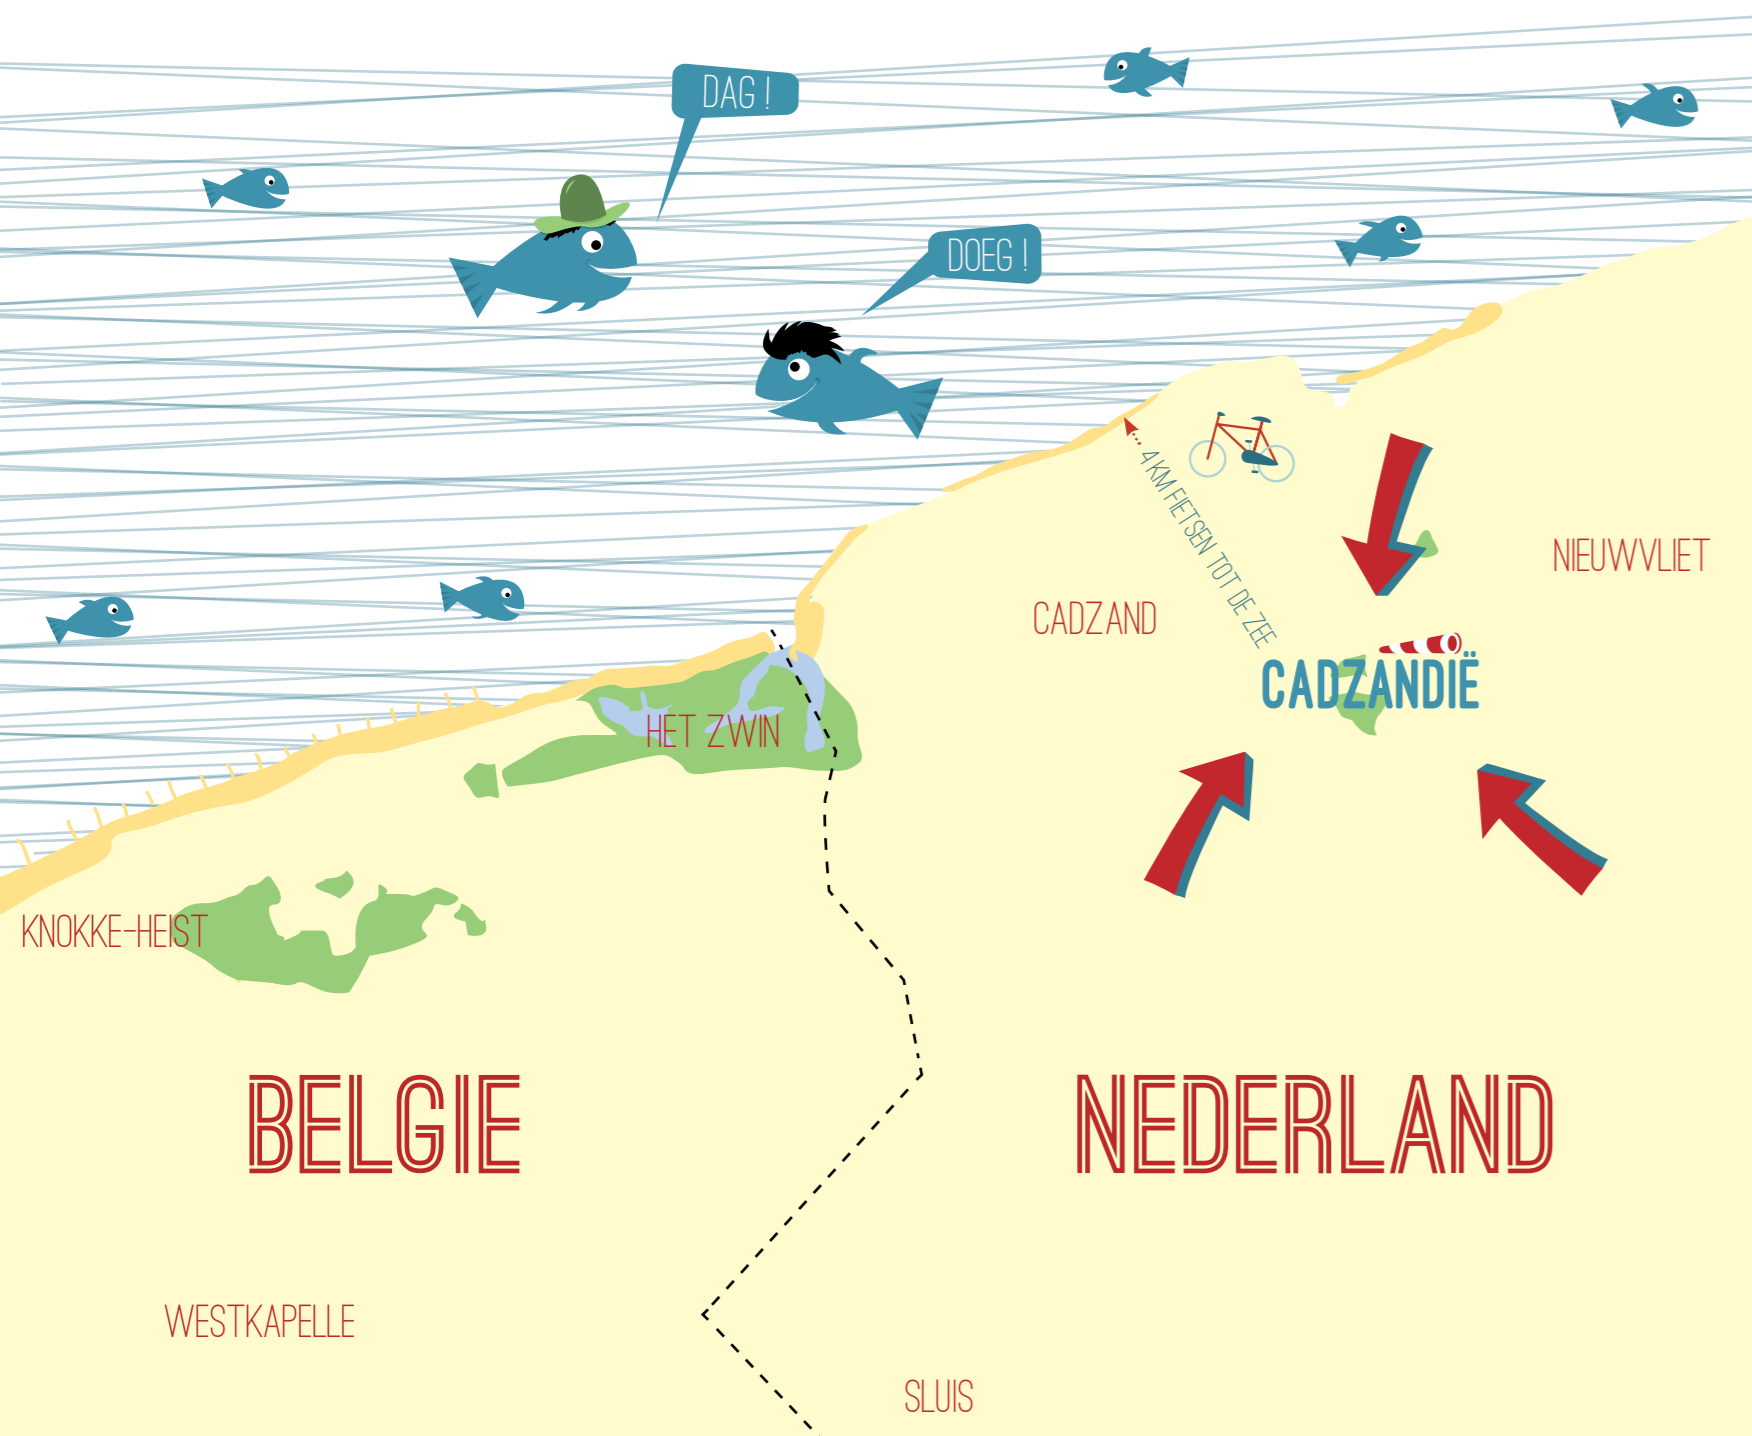 DAG !
DOEG !
4 KM FIETSEN TOT DE ZEE
NIEUWVLIET
CADZAND
CADZANDIË
HET ZWIN
KNOKKE-HEIST
BELGIE
NEDERLAND
WESTKAPELLE
SLUIS